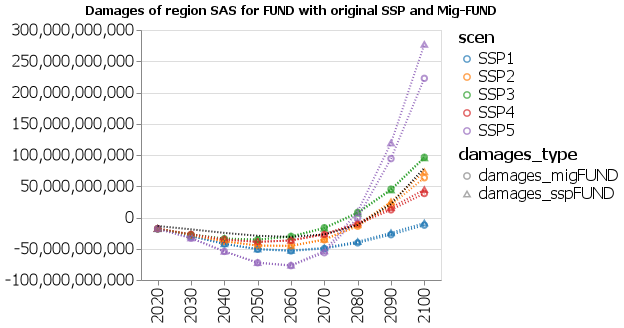 Damages of region SAS for FUND with original SSP and Mig-FUND
300,000,000,000
250,000,000,000
200,000,000,000
150,000,000,000
100,000,000,000
50,000,000,000
0
-50,000,000,000
-100,000,000,000
2020
2030
2040
2050
2060
2070
2080
2090
2100
scen
SSP1
SSP2
SSP3
SSP4
SSP5
damages_type
damages_migFUND
damages_sspFUND